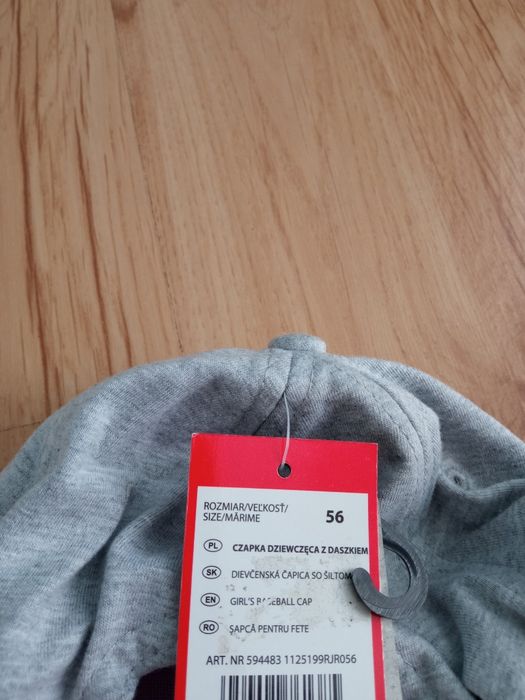 ROZMIAR/VEĽKOSŤ/
SIZE/MĂRIME 56
PL CZAPKA DZIEWCZĘCA Z DASZKIEM
SK DIEVČENSKÁ ČAPICA SO ŠILTOM
EN GIRL'S BASEBALL CAP
RO ŞAPCĂ PENTRU FETE
ART. NR 594483 1125199RJR056